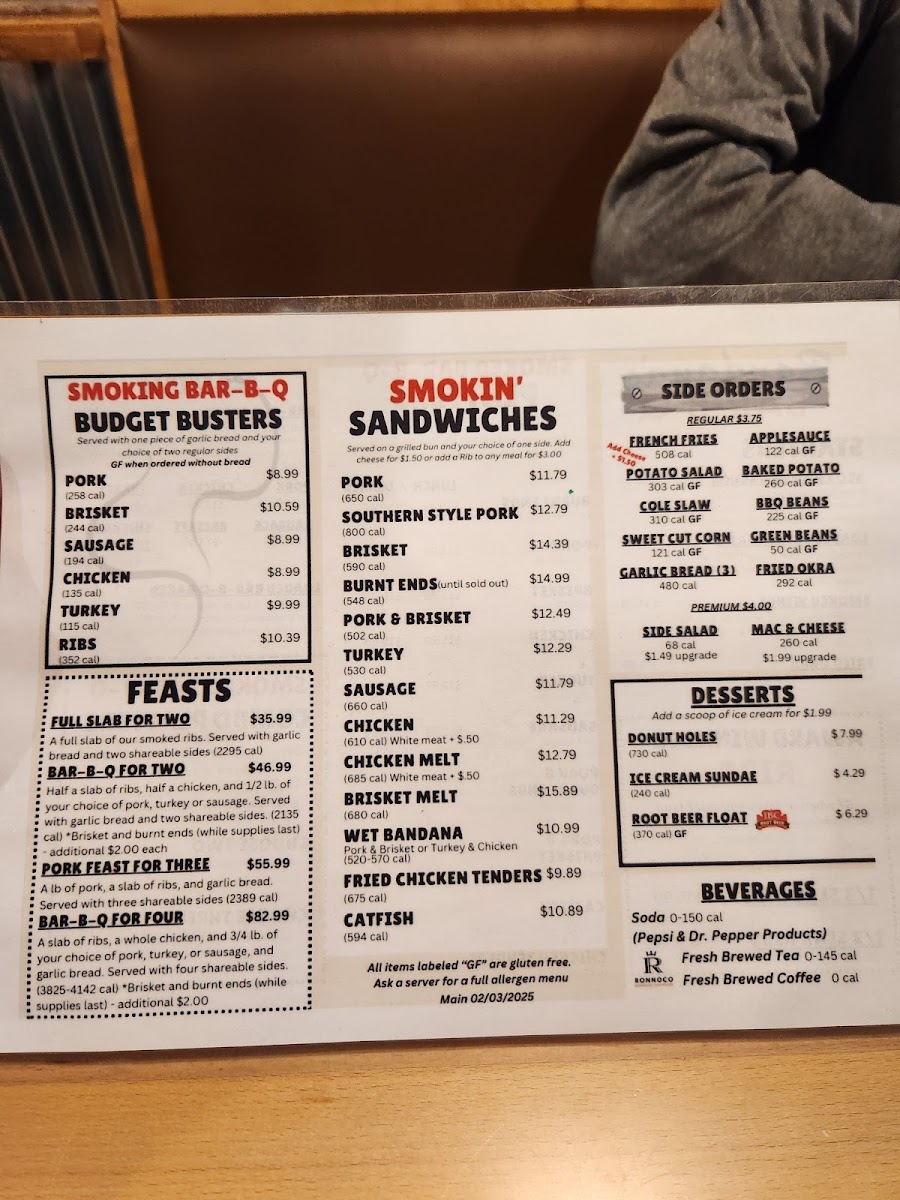 SMOKING BAR-B-Q
BUDGET BUSTERS
Served with one piece of garlic bread and your
choice of two regular sides
GF when ordered without bread
PORK $8.99
(258 cal)
BRISKET $10.59
(244 cal)
SAUSAGE $8.99
(194 cal)
CHICKEN $8.99
(135 cal)
TURKEY $9.99
(115 cal)
RIBS $10.39
(352 cal)
FEASTS
FULL SLAB FOR TWO $35.99
A full slab of our smoked ribs. Served with garlic
bread and two shareable sides (2295 cal)
BAR-B-Q FOR TWO $46.99
Half a slab of ribs, half a chicken, and 1/2 lb. of
your choice of pork, turkey or sausage. Served
with garlic bread and two shareable sides. (2135
cal) *Brisket and burnt ends (while supplies last)
- additional $2.00 each
PORK FEAST FOR THREE $55.99
A lb of pork, a slab of ribs, and garlic bread.
Served with three shareable sides (2389 cal)
BAR-B-Q FOR FOUR $82.99
A slab of ribs, a whole chicken, and 3/4 lb. of
your choice of pork, turkey, or sausage, and
garlic bread. Served with four shareable sides.
(3825-4142 cal) *Brisket and burnt ends (while
supplies last) - additional $2.00
SMOKIN'
SANDWICHES
Served on a grilled bun and your choice of one side. Add
cheese for $1.50 or add a Rib to any meal for $3.00
PORK $11.79
(650 cal)
SOUTHERN STYLE PORK $12.79
(800 cal)
BRISKET $14.39
(590 cal)
BURNT ENDS(until sold out) $14.99
(548 cal)
PORK & BRISKET $12.49
(502 cal)
TURKEY $12.29
(530 cal)
SAUSAGE $11.79
(660 cal)
CHICKEN $11.29
(610 cal) White meat + $.50
CHICKEN MELT $12.79
(685 cal) White meat + $.50
BRISKET MELT $15.89
(680 cal)
WET BANDANA $10.99
Pork & Brisket or Turkey & Chicken
(520-570 cal)
FRIED CHICKEN TENDERS $9.89
(675 cal)
CATFISH $10.89
(594 cal)
All items labeled "GF" are gluten free.
Ask a server for a full allergen menu
Main 02/03/2025
SIDE ORDERS
REGULAR $3.75
FRENCH FRIES APPLESAUCE
Add Cheese
+ $1.50
508 cal 122 cal GF
POTATO SALAD BAKED POTATO
303 cal GF 260 cal GF
COLE SLAW BBQ BEANS
310 cal GF 225 cal GF
SWEET CUT CORN GREEN BEANS
121 cal GF 50 cal GF
GARLIC BREAD (3) FRIED OKRA
480 cal 292 cal
PREMIUM $4.00
SIDE SALAD MAC & CHEESE
68 cal 260 cal
$1.49 upgrade $1.99 upgrade
DESSERTS
Add a scoop of ice cream for $1.99
DONUT HOLES $7.99
(730 cal)
ICE CREAM SUNDAE $4.29
(240 cal)
ROOT BEER FLOAT IBC ROOT BEER $6.29
(370 cal) GF
BEVERAGES
Soda 0-150 cal
(Pepsi & Dr. Pepper Products)
R RONNOCO
Fresh Brewed Tea 0-145 cal
Fresh Brewed Coffee 0 cal